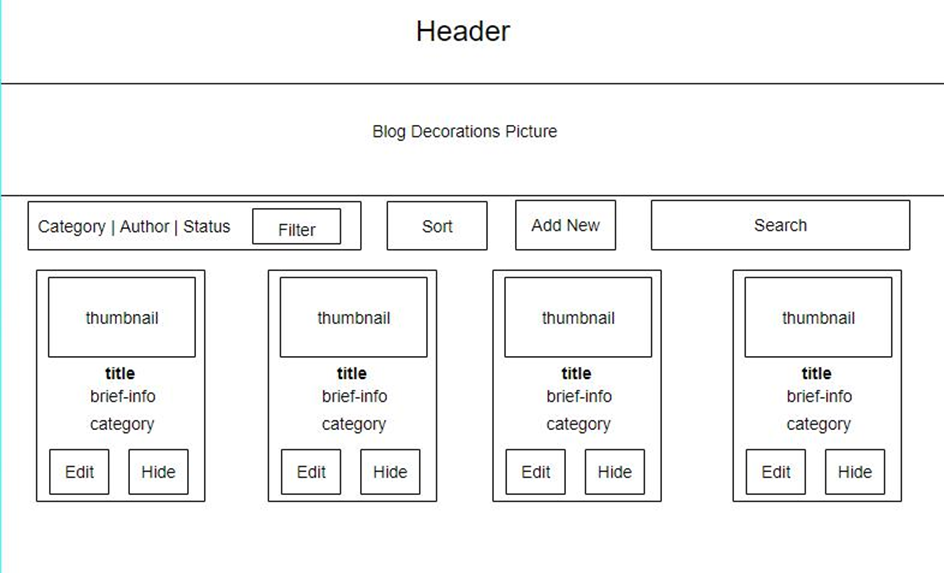 Header
Blog Decorations Picture
Category | Author | Status Filter Sort Add New Search
thumbnail thumbnail thumbnail thumbnail
title title title title
brief-info brief-info brief-info brief-info
category category category category
Edit Hide Edit Hide Edit Hide Edit Hide